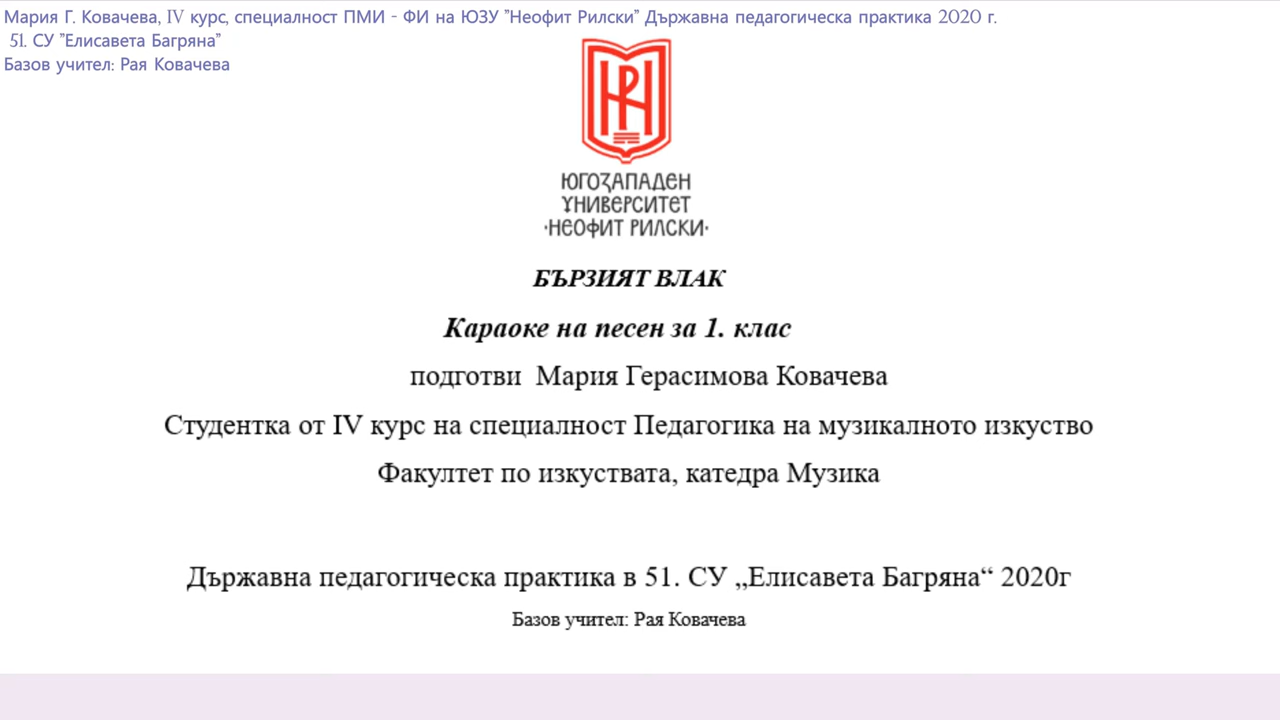 Мария Г. Ковачева, IV курс, специалност ПМИ - ФИ на ЮЗУ "Неофит Рилски" Държавна педагогическа практика 2020 г.
51. СУ "Елисавета Багряна"
Базов учител: Рая Ковачева
ЮГОЗАПАДЕН
УНИВЕРСИТЕТ
·НЕОФИТ РИЛСКИ·
БЪРЗИЯТ ВЛАК
Караоке на песен за 1. клас
подготви Мария Герасимова Ковачева
Студентка от IV курс на специалност Педагогика на музикалното изкуство
Факултет по изкуствата, катедра Музика
Държавна педагогическа практика в 51. СУ „Елисавета Багряна“ 2020г
Базов учител: Рая Ковачева